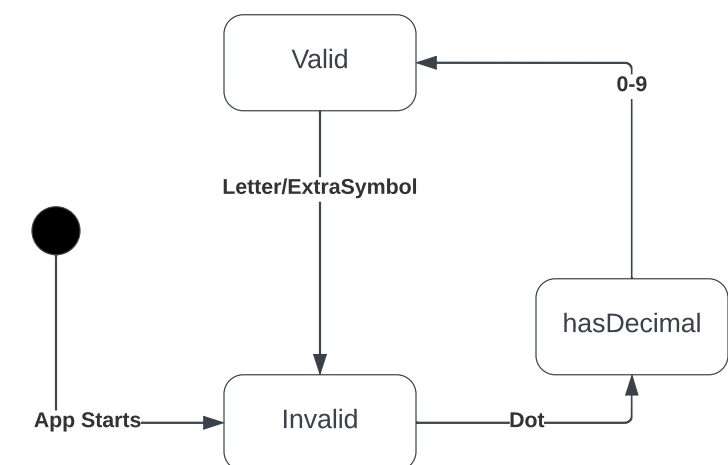 Valid
0-9
Letter/ExtraSymbol
hasDecimal
App Starts
Invalid
Dot